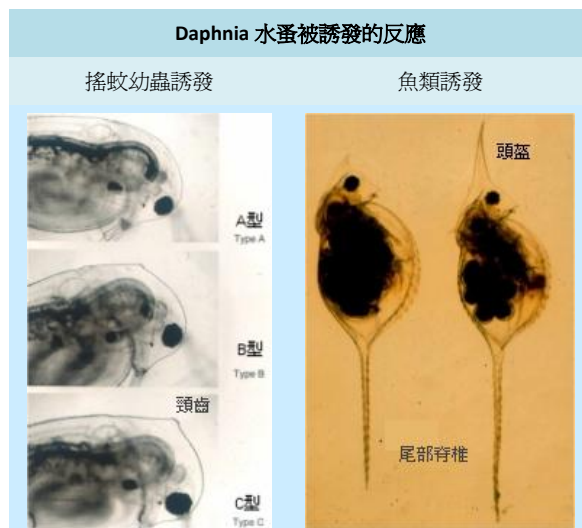 Daphnia 水蚤被誘發的反應
搖蚊幼蟲誘發
魚類誘發
A型
Type A
B型
Type B
頸齒
C型
Type C
頭盔
尾部脊椎